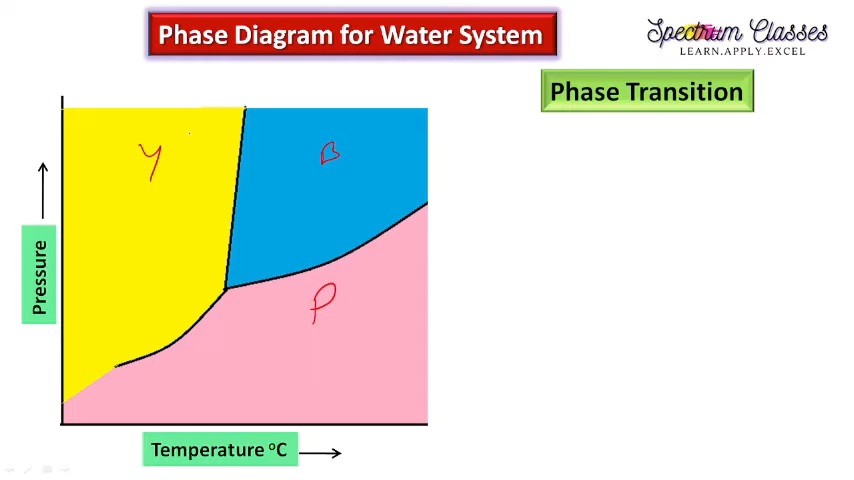 Phase Diagram for Water System
Spectrum Classes
LEARN.APPLY.EXCEL
Phase Transition
Y
B
P
Pressure
Temperature °C